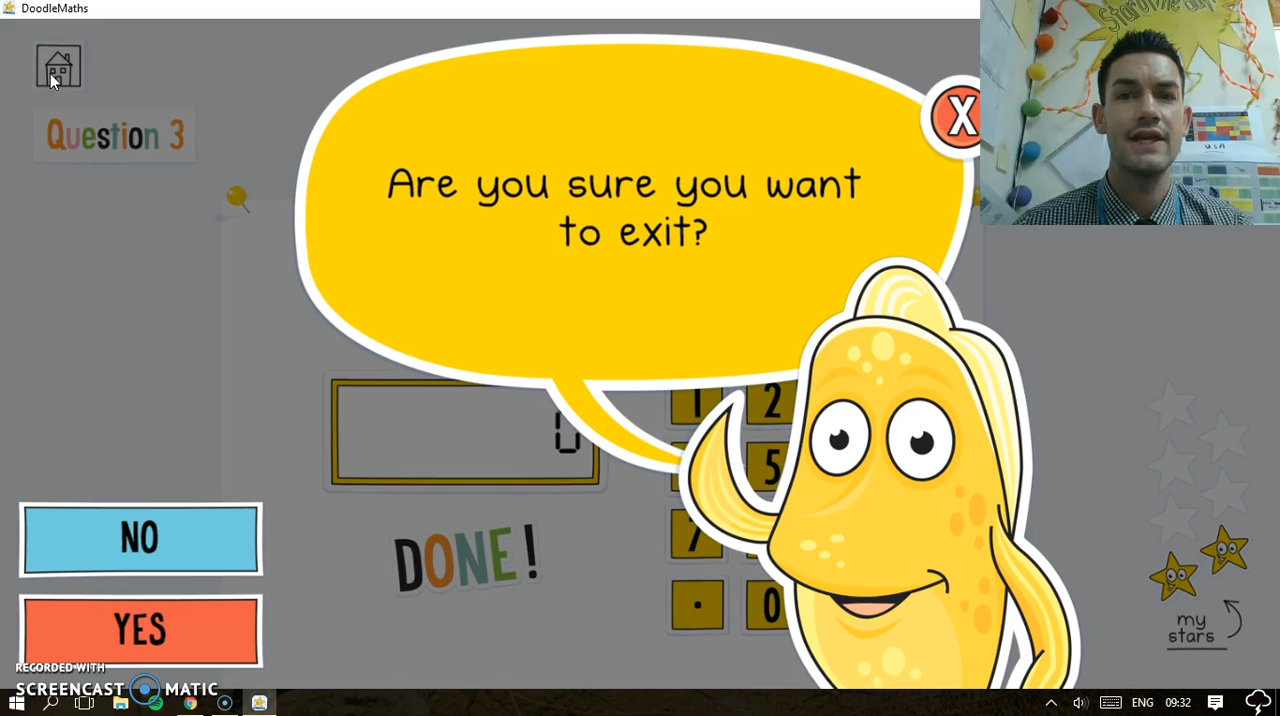 DoodleMaths
Question 3
X
Are you sure you want
to exit?
USA
1 2
5
7
. 0
DONE!
NO
YES
my
stars
RECORDED WITH
SCREENCAST MATIC
ENG
09:32